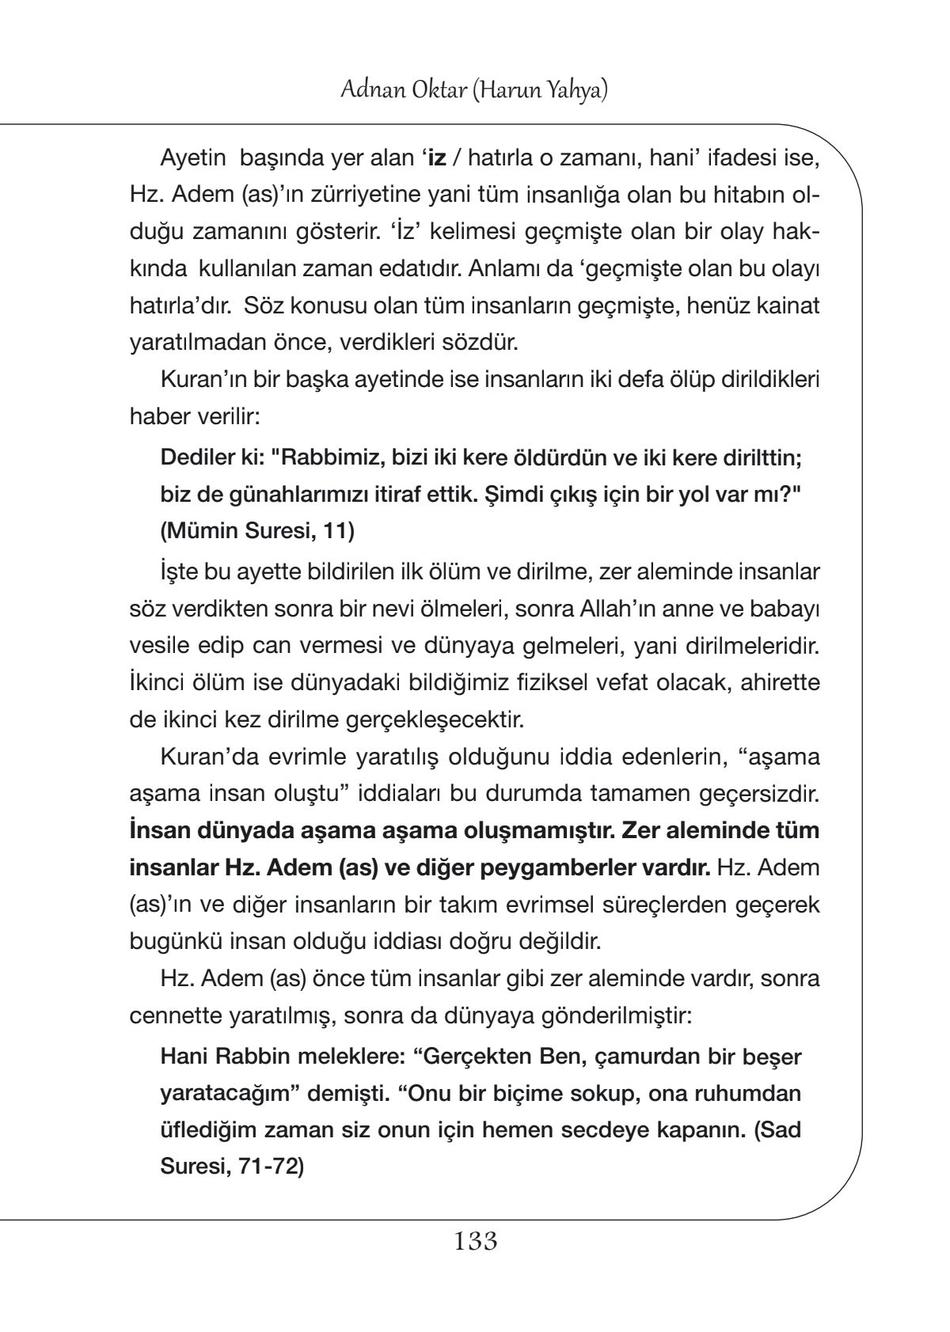 Adnan Oktar (Harun Yahya)
Ayetin  başında yer alan ‘iz / hatırla o zamanı, hani’ ifadesi ise,
Hz. Adem (as)’ın zürriyetine yani tüm insanlığa olan bu hitabın ol-
duğu zamanını gösterir. ‘İz’ kelimesi geçmişte olan bir olay hak-
kında  kullanılan zaman edatıdır. Anlamı da ‘geçmişte olan bu olayı
hatırla’dır.  Söz konusu olan tüm insanların geçmişte, henüz kainat
yaratılmadan önce, verdikleri sözdür.
Kuran’ın bir başka ayetinde ise insanların iki defa ölüp dirildikleri
haber verilir:
Dediler ki: "Rabbimiz, bizi iki kere öldürdün ve iki kere dirilttin;
biz de günahlarımızı itiraf ettik. Şimdi çıkış için bir yol var mı?"
(Mümin Suresi, 11)
İşte bu ayette bildirilen ilk ölüm ve dirilme, zer aleminde insanlar
söz verdikten sonra bir nevi ölmeleri, sonra Allah’ın anne ve babayı
vesile edip can vermesi ve dünyaya gelmeleri, yani dirilmeleridir.
İkinci ölüm ise dünyadaki bildiğimiz fiziksel vefat olacak, ahirette
de ikinci kez dirilme gerçekleşecektir.
Kuran’da evrimle yaratılış olduğunu iddia edenlerin, “aşama
aşama insan oluştu” iddiaları bu durumda tamamen geçersizdir.
İnsan dünyada aşama aşama oluşmamıştır. Zer aleminde tüm
insanlar Hz. Adem (as) ve diğer peygamberler vardır. Hz. Adem
(as)’ın ve diğer insanların bir takım evrimsel süreçlerden geçerek
bugünkü insan olduğu iddiası doğru değildir.
Hz. Adem (as) önce tüm insanlar gibi zer aleminde vardır, sonra
cennette yaratılmış, sonra da dünyaya gönderilmiştir:
Hani Rabbin meleklere: “Gerçekten Ben, çamurdan bir beşer
yaratacağım” demişti. “Onu bir biçime sokup, ona ruhumdan
üflediğim zaman siz onun için hemen secdeye kapanın. (Sad
Suresi, 71-72)
133